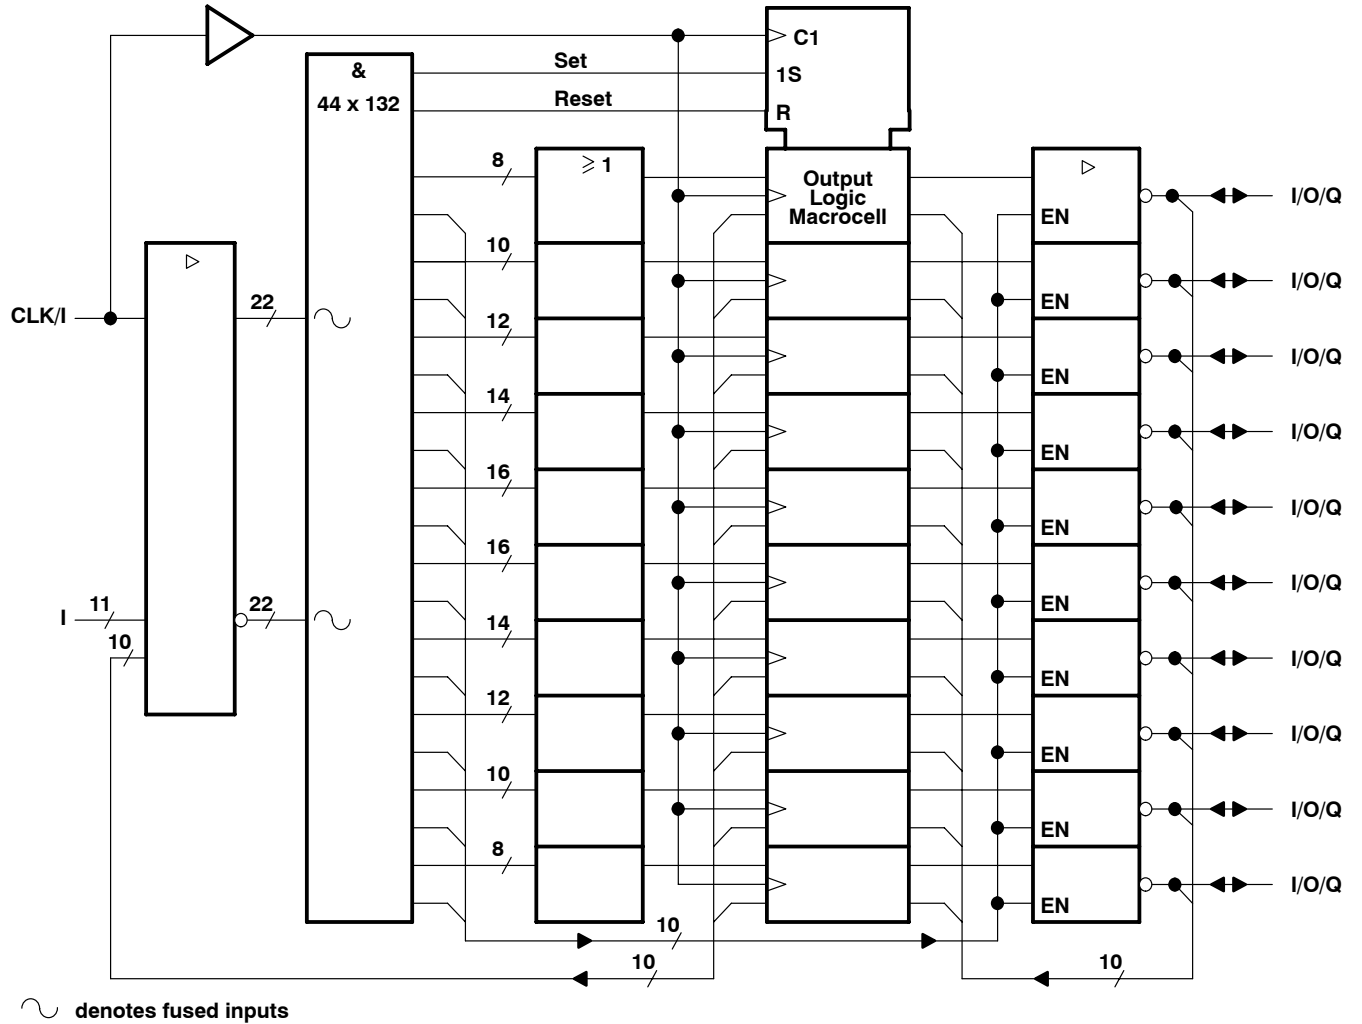 C1
&
Set
1S
44 x 132
Reset
R
8
≥ 1
Output
Logic
Macrocell
EN
I/O/Q
10
EN
I/O/Q
CLK/I
22
12
EN
I/O/Q
14
EN
I/O/Q
16
EN
I/O/Q
16
EN
I/O/Q
I
11
22
10
14
EN
I/O/Q
12
EN
I/O/Q
10
EN
I/O/Q
8
EN
I/O/Q
10
10
10
denotes fused inputs